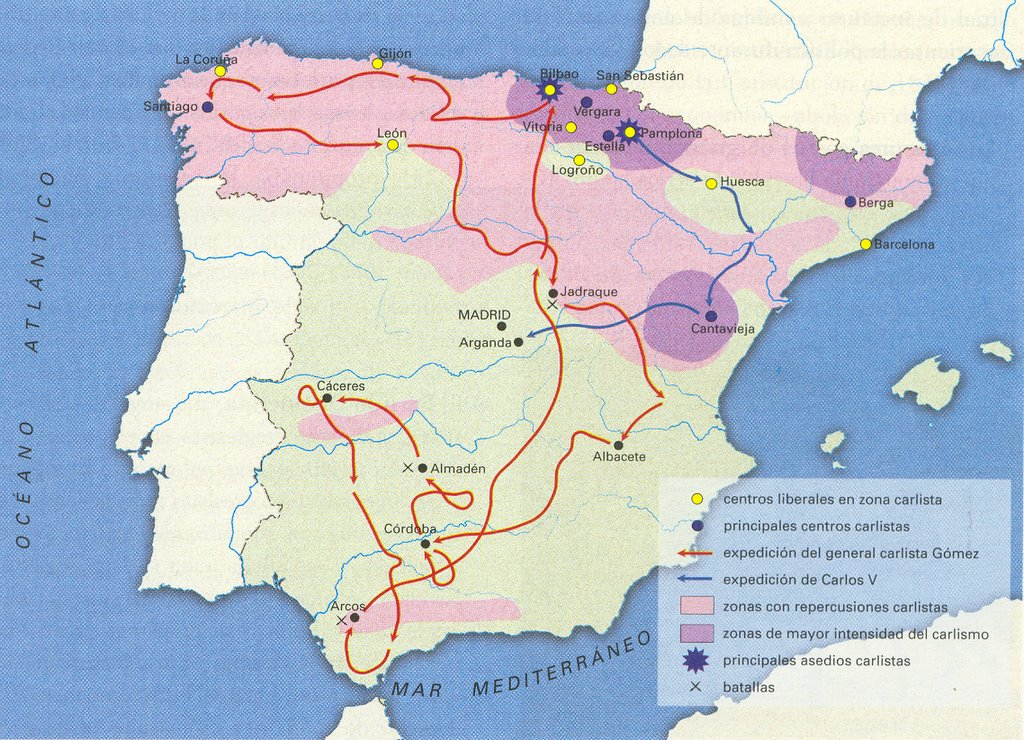 La Coruña
Gijón
Bilbao
San Sebastián
Santiago
Vergara
Vitoria
Pamplona
León
Estella
Logroño
Huesca
Berga
Barcelona
OCÉANO ATLÁNTICO
Jadraque
MADRID
Cantavieja
Arganda
Cáceres
Albacete
Almadén
Córdoba
Arcos
MAR MEDITERRÁNEO
centros liberales en zona carlista
principales centros carlistas
expedición del general carlista Gómez
expedición de Carlos V
zonas con repercusiones carlistas
zonas de mayor intensidad del carlismo
principales asedios carlistas
batallas